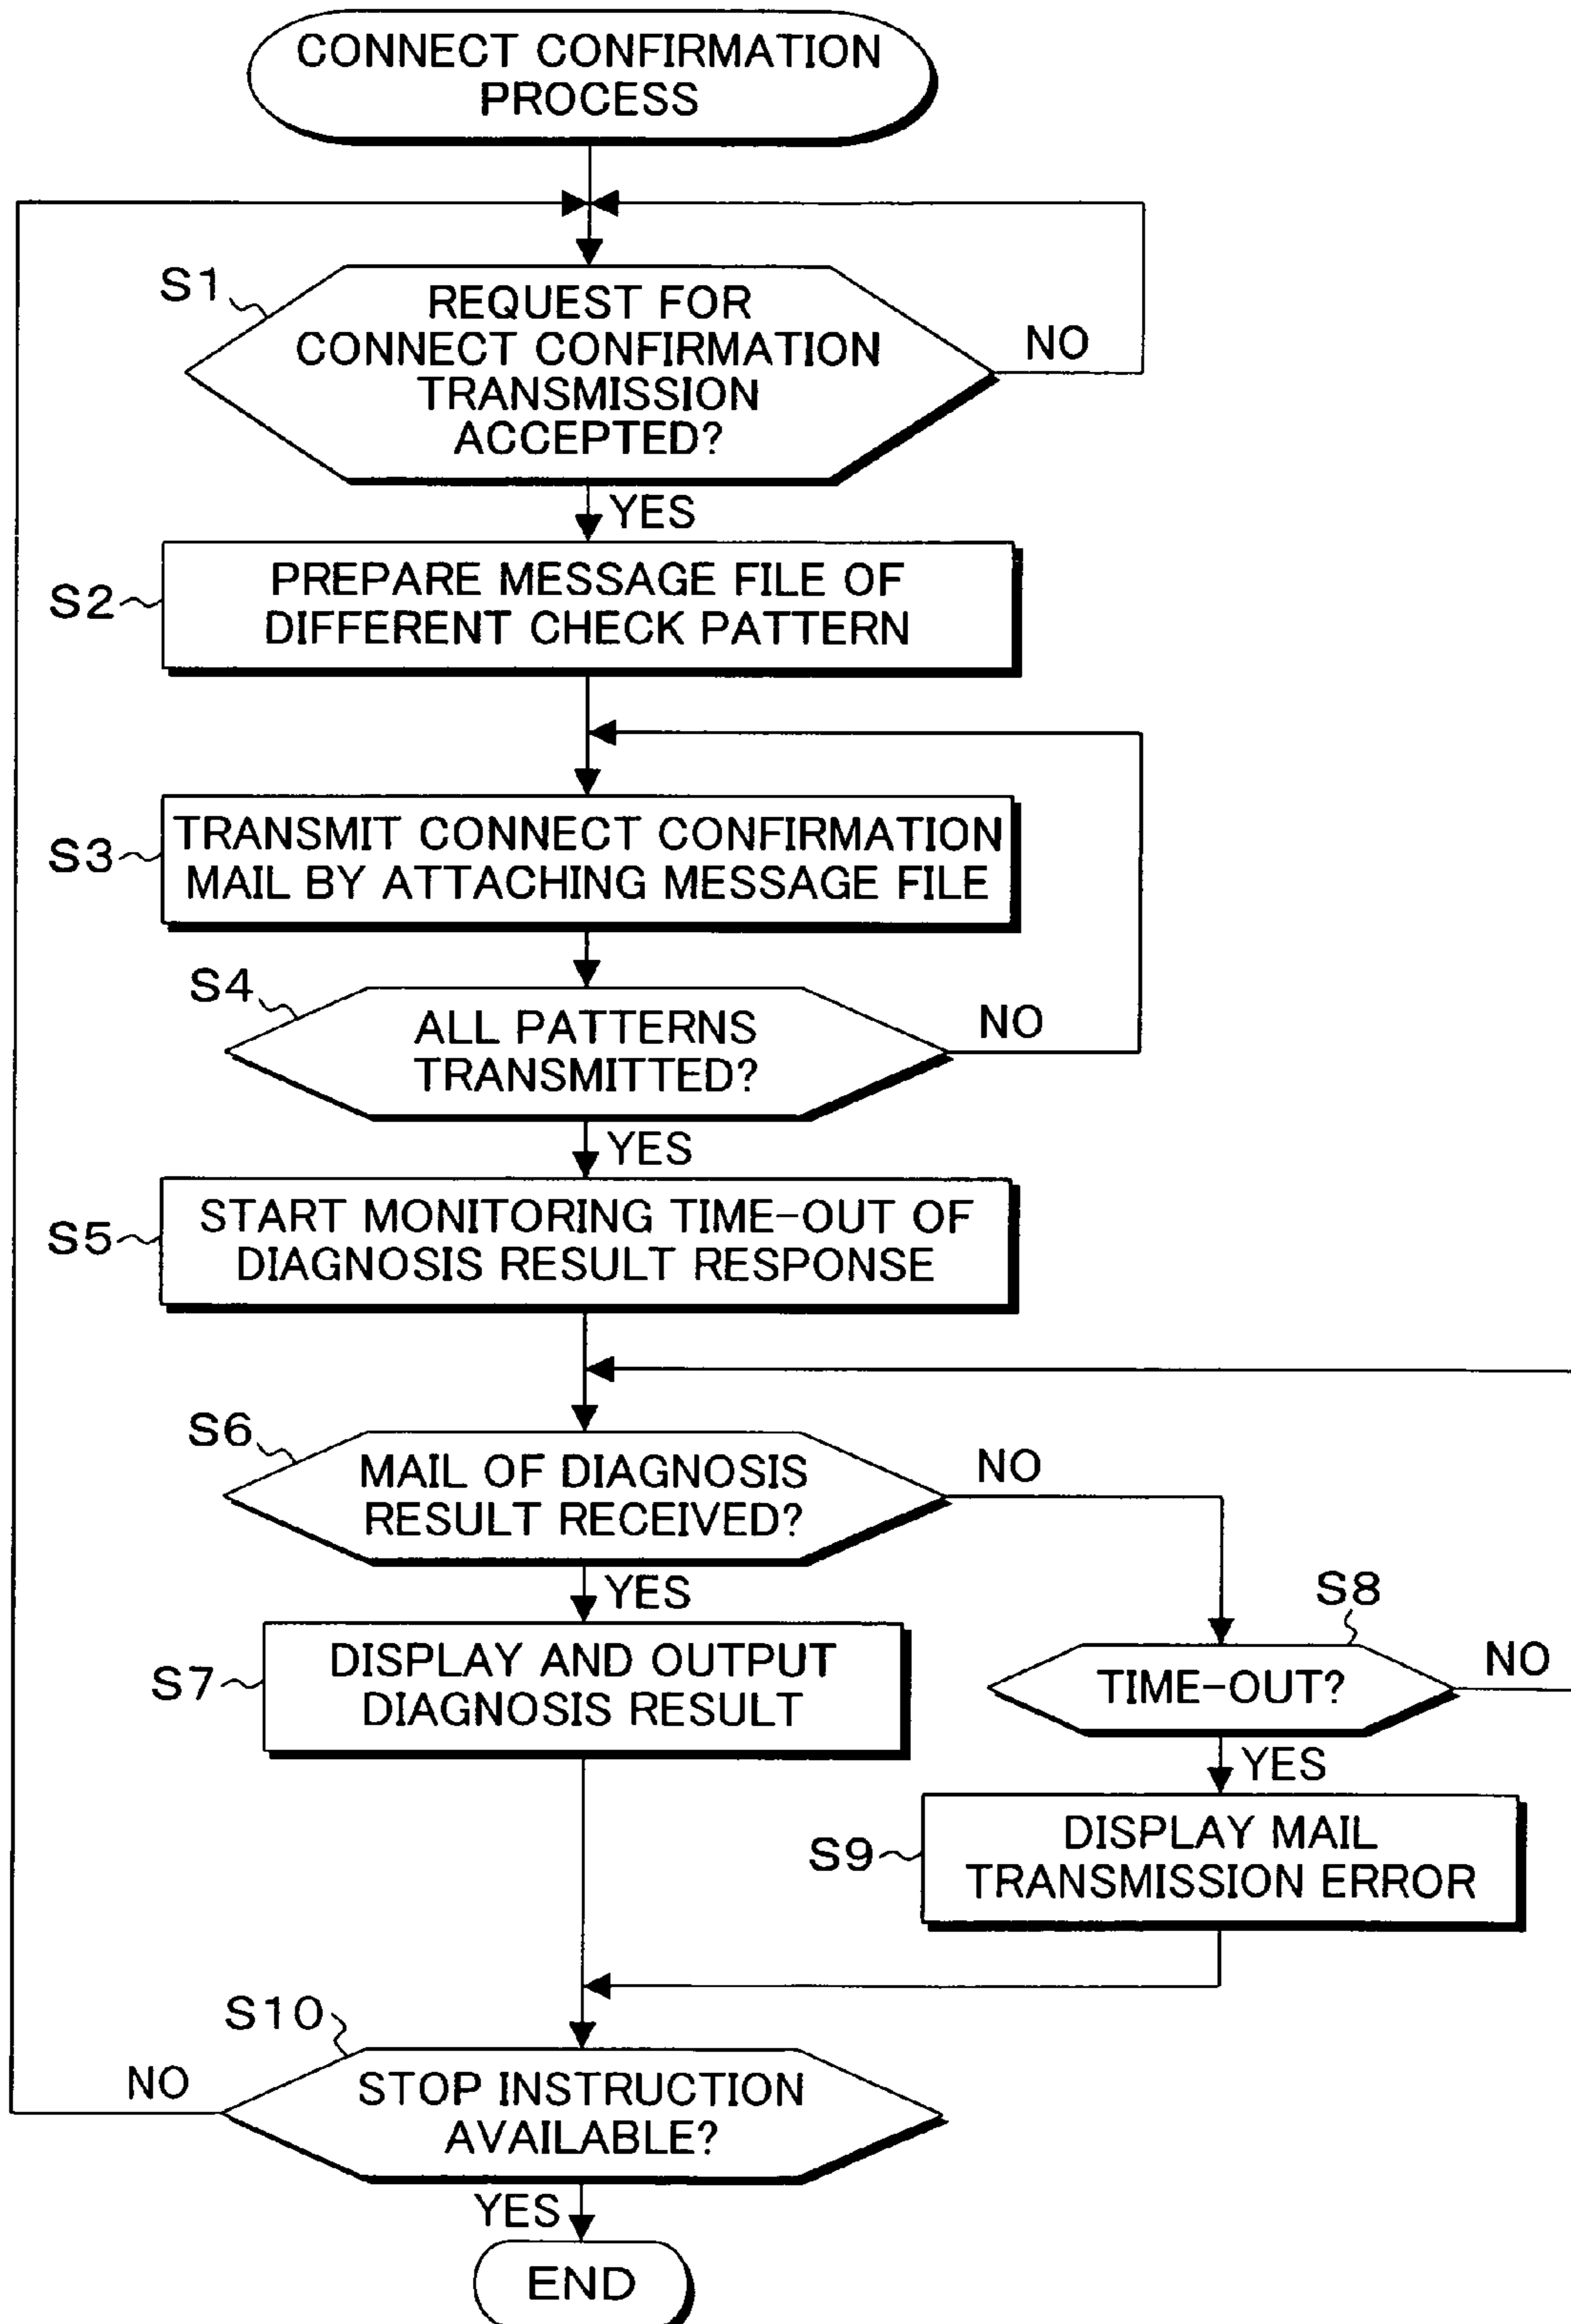 CONNECT CONFIRMATION
PROCESS
S1
REQUEST FOR
CONNECT CONFIRMATION
TRANSMISSION
ACCEPTED?
NO
YES
S2
PREPARE MESSAGE FILE OF
DIFFERENT CHECK PATTERN
S3
TRANSMIT CONNECT CONFIRMATION
MAIL BY ATTACHING MESSAGE FILE
S4
ALL PATTERNS
TRANSMITTED?
NO
YES
S5
START MONITORING TIME-OUT OF
DIAGNOSIS RESULT RESPONSE
S6
MAIL OF DIAGNOSIS
RESULT RECEIVED?
NO
YES
S7
DISPLAY AND OUTPUT
DIAGNOSIS RESULT
S8
TIME-OUT?
NO
YES
S9
DISPLAY MAIL
TRANSMISSION ERROR
S10
STOP INSTRUCTION
AVAILABLE?
NO
YES
END